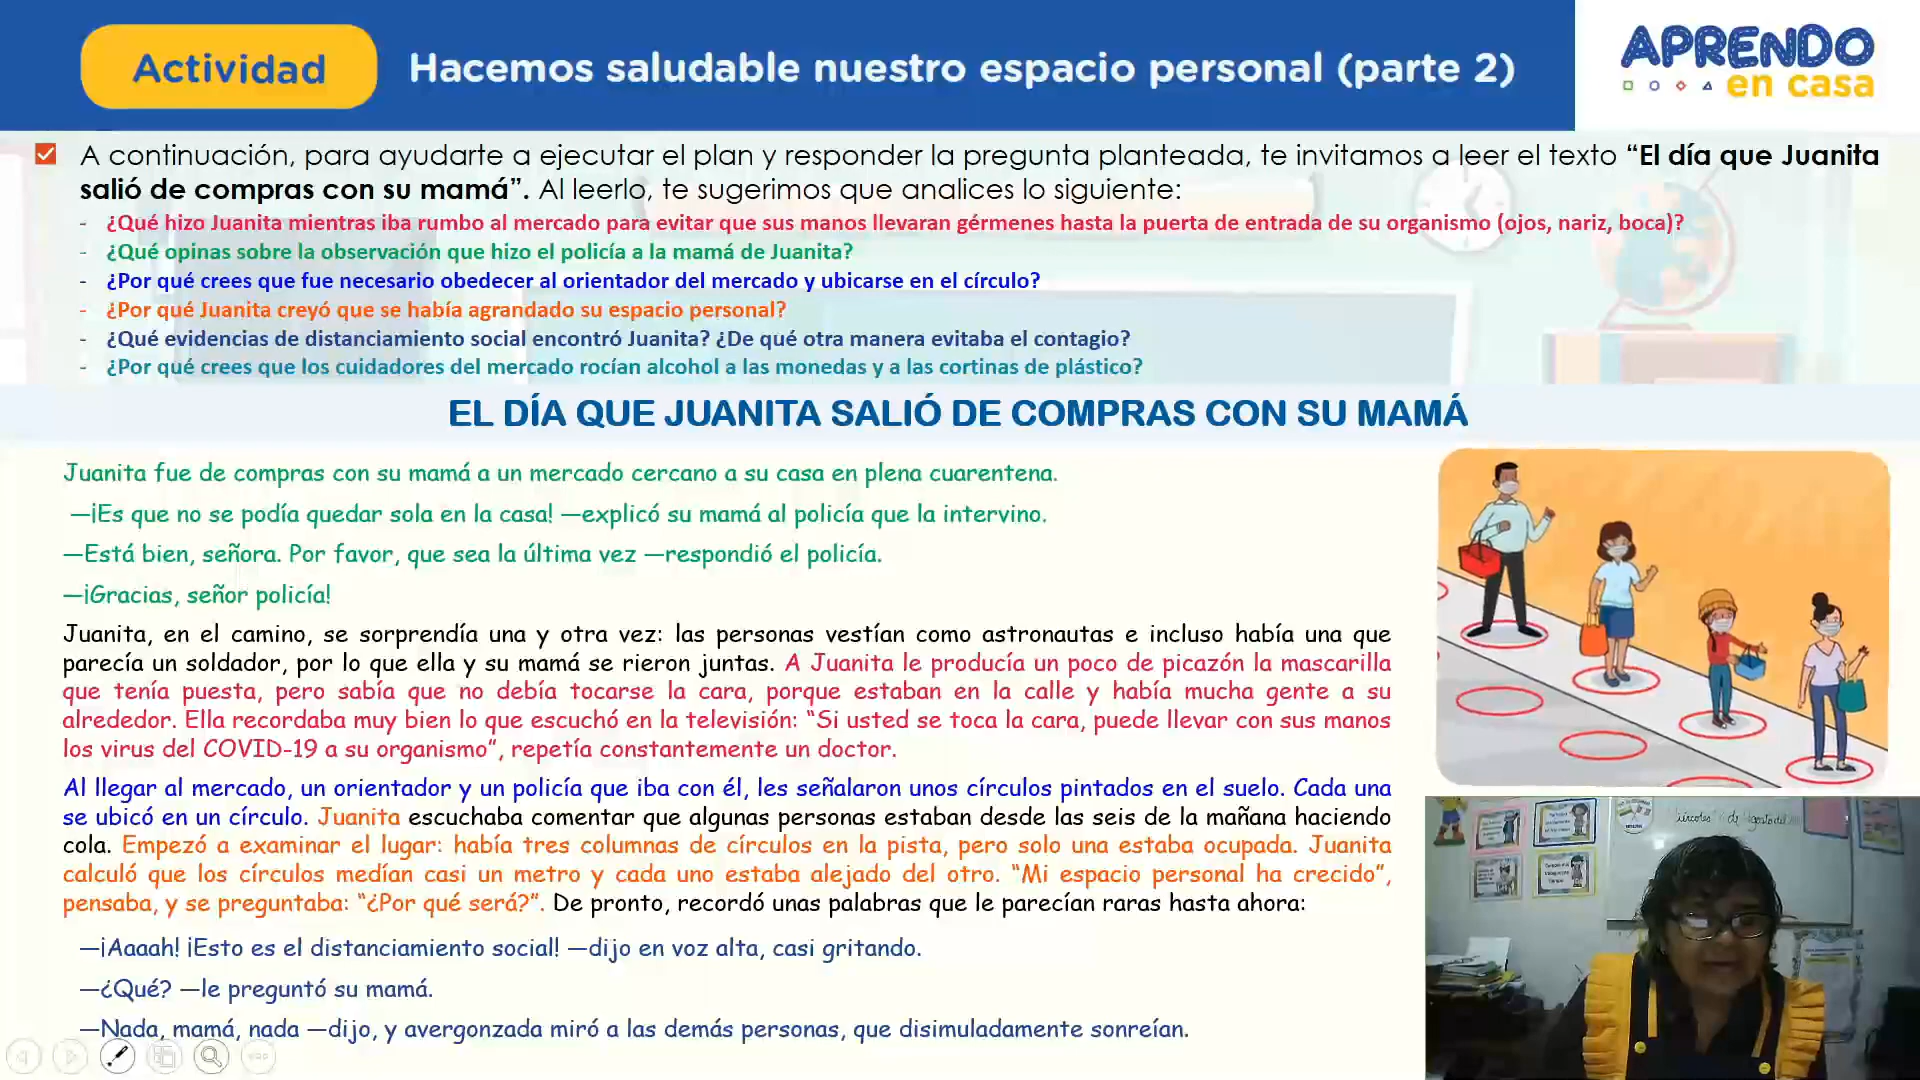 Actividad
Hacemos saludable nuestro espacio personal (parte 2)
APRENDO
en casa
A continuación, para ayudarte a ejecutar el plan y responder la pregunta planteada, te invitamos a leer el texto “El día que Juanita
salió de compras con su mamá”. Al leerlo, te sugerimos que analices lo siguiente:
- ¿Qué hizo Juanita mientras iba rumbo al mercado para evitar que sus manos llevaran gérmenes hasta la puerta de entrada de su organismo (ojos, nariz, boca)?
- ¿Qué opinas sobre la observación que hizo el policía a la mamá de Juanita?
- ¿Por qué crees que fue necesario obedecer al orientador del mercado y ubicarse en el círculo?
- ¿Por qué Juanita creyó que se había agrandado su espacio personal?
- ¿Qué evidencias de distanciamiento social encontró Juanita? ¿De qué otra manera evitaba el contagio?
- ¿Por qué crees que los cuidadores del mercado rocían alcohol a las monedas y a las cortinas de plástico?
EL DÍA QUE JUANITA SALIÓ DE COMPRAS CON SU MAMÁ
Juanita fue de compras con su mamá a un mercado cercano a su casa en plena cuarentena.
—¡Es que no se podía quedar sola en la casa! —explicó su mamá al policía que la intervino.
—Está bien, señora. Por favor, que sea la última vez —respondió el policía.
—¡Gracias, señor policía!
Juanita, en el camino, se sorprendía una y otra vez: las personas vestían como astronautas e incluso había una que
parecía un soldador, por lo que ella y su mamá se rieron juntas. A Juanita le producía un poco de picazón la mascarilla
que tenía puesta, pero sabía que no debía tocarse la cara, porque estaban en la calle y había mucha gente a su
alrededor. Ella recordaba muy bien lo que escuchó en la televisión: “Si usted se toca la cara, puede llevar con sus manos
los virus del COVID-19 a su organismo”, repetía constantemente un doctor.
Al llegar al mercado, un orientador y un policía que iba con él, les señalaron unos círculos pintados en el suelo. Cada una
se ubicó en un círculo. Juanita escuchaba comentar que algunas personas estaban desde las seis de la mañana haciendo
cola. Empezó a examinar el lugar: había tres columnas de círculos en la pista, pero solo una estaba ocupada. Juanita
calculó que los círculos medían casi un metro y cada uno estaba alejado del otro. “Mi espacio personal ha crecido”,
pensaba, y se preguntaba: “¿Por qué será?”. De pronto, recordó unas palabras que le parecían raras hasta ahora:
—¡Aaaah! ¡Esto es el distanciamiento social! —dijo en voz alta, casi gritando.
—¿Qué? —le preguntó su mamá.
—Nada, mamá, nada —dijo, y avergonzada miró a las demás personas, que disimuladamente sonreían.